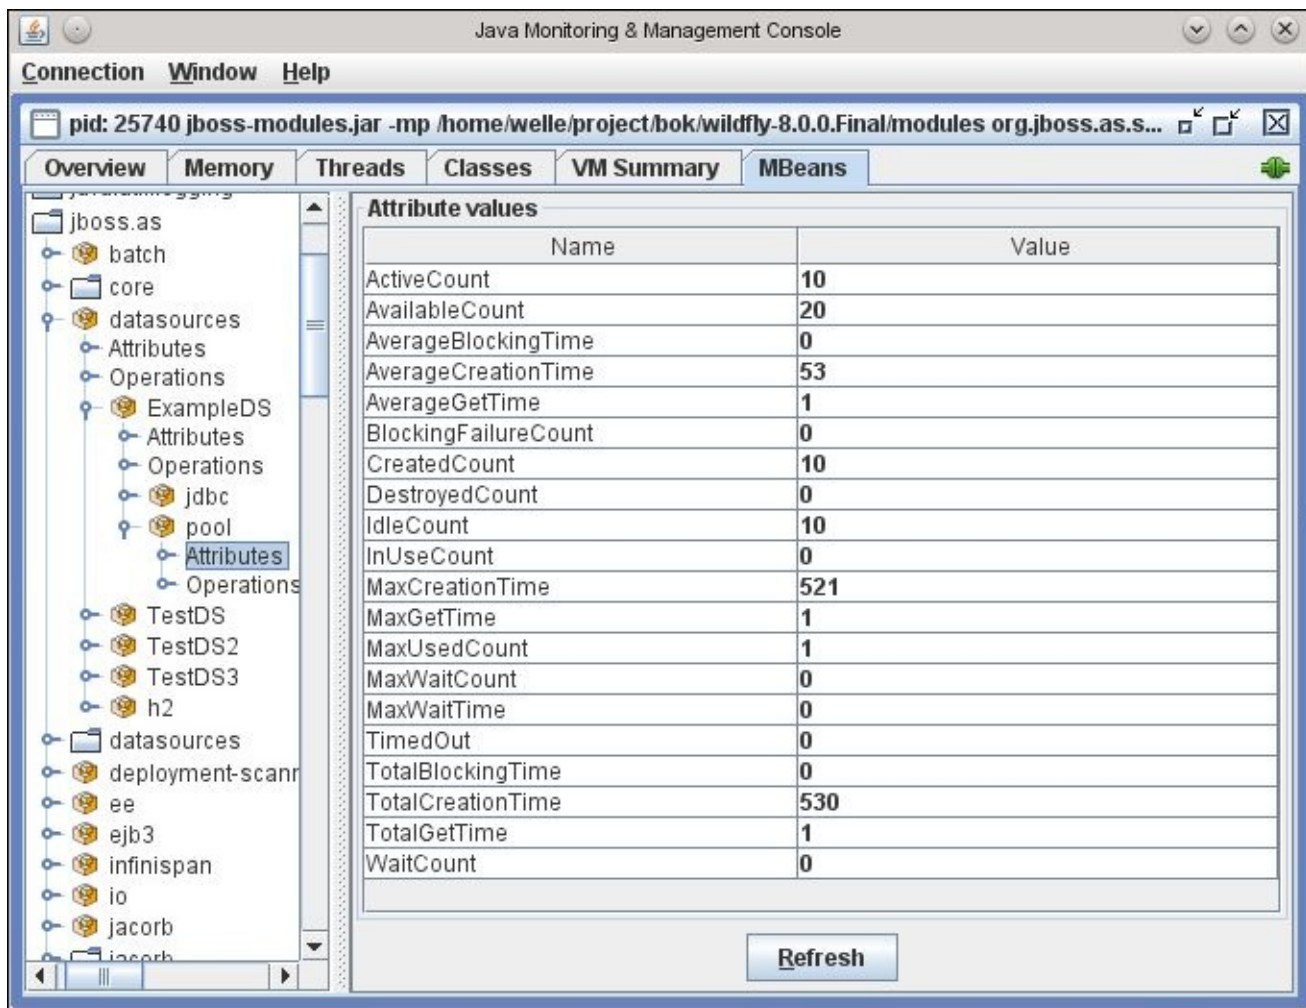 Java Monitoring & Management Console
Connection Window Help
pid: 25740 jboss-modules.jar -mp /home/welle/project/bok/wildfly-8.0.0.Final/modules org.jboss.as.s...
Overview Memory Threads Classes VM Summary MBeans
jboss.as
batch
core
datasources
Attributes
Operations
ExampleDS
Attributes
Operations
jdbc
pool
Attributes
Operations
TestDS
TestDS2
TestDS3
h2
datasources
deployment-scanr
ee
ejb3
infinispan
io
jacorb
jacorb
Attribute values
Name Value
ActiveCount 10
AvailableCount 20
AverageBlockingTime 0
AverageCreationTime 53
AverageGetTime 1
BlockingFailureCount 0
CreatedCount 10
DestroyedCount 0
IdleCount 10
InUseCount 0
MaxCreationTime 521
MaxGetTime 1
MaxUsedCount 1
MaxWaitCount 0
MaxWaitTime 0
TimedOut 0
TotalBlockingTime 0
TotalCreationTime 530
TotalGetTime 1
WaitCount 0
Refresh